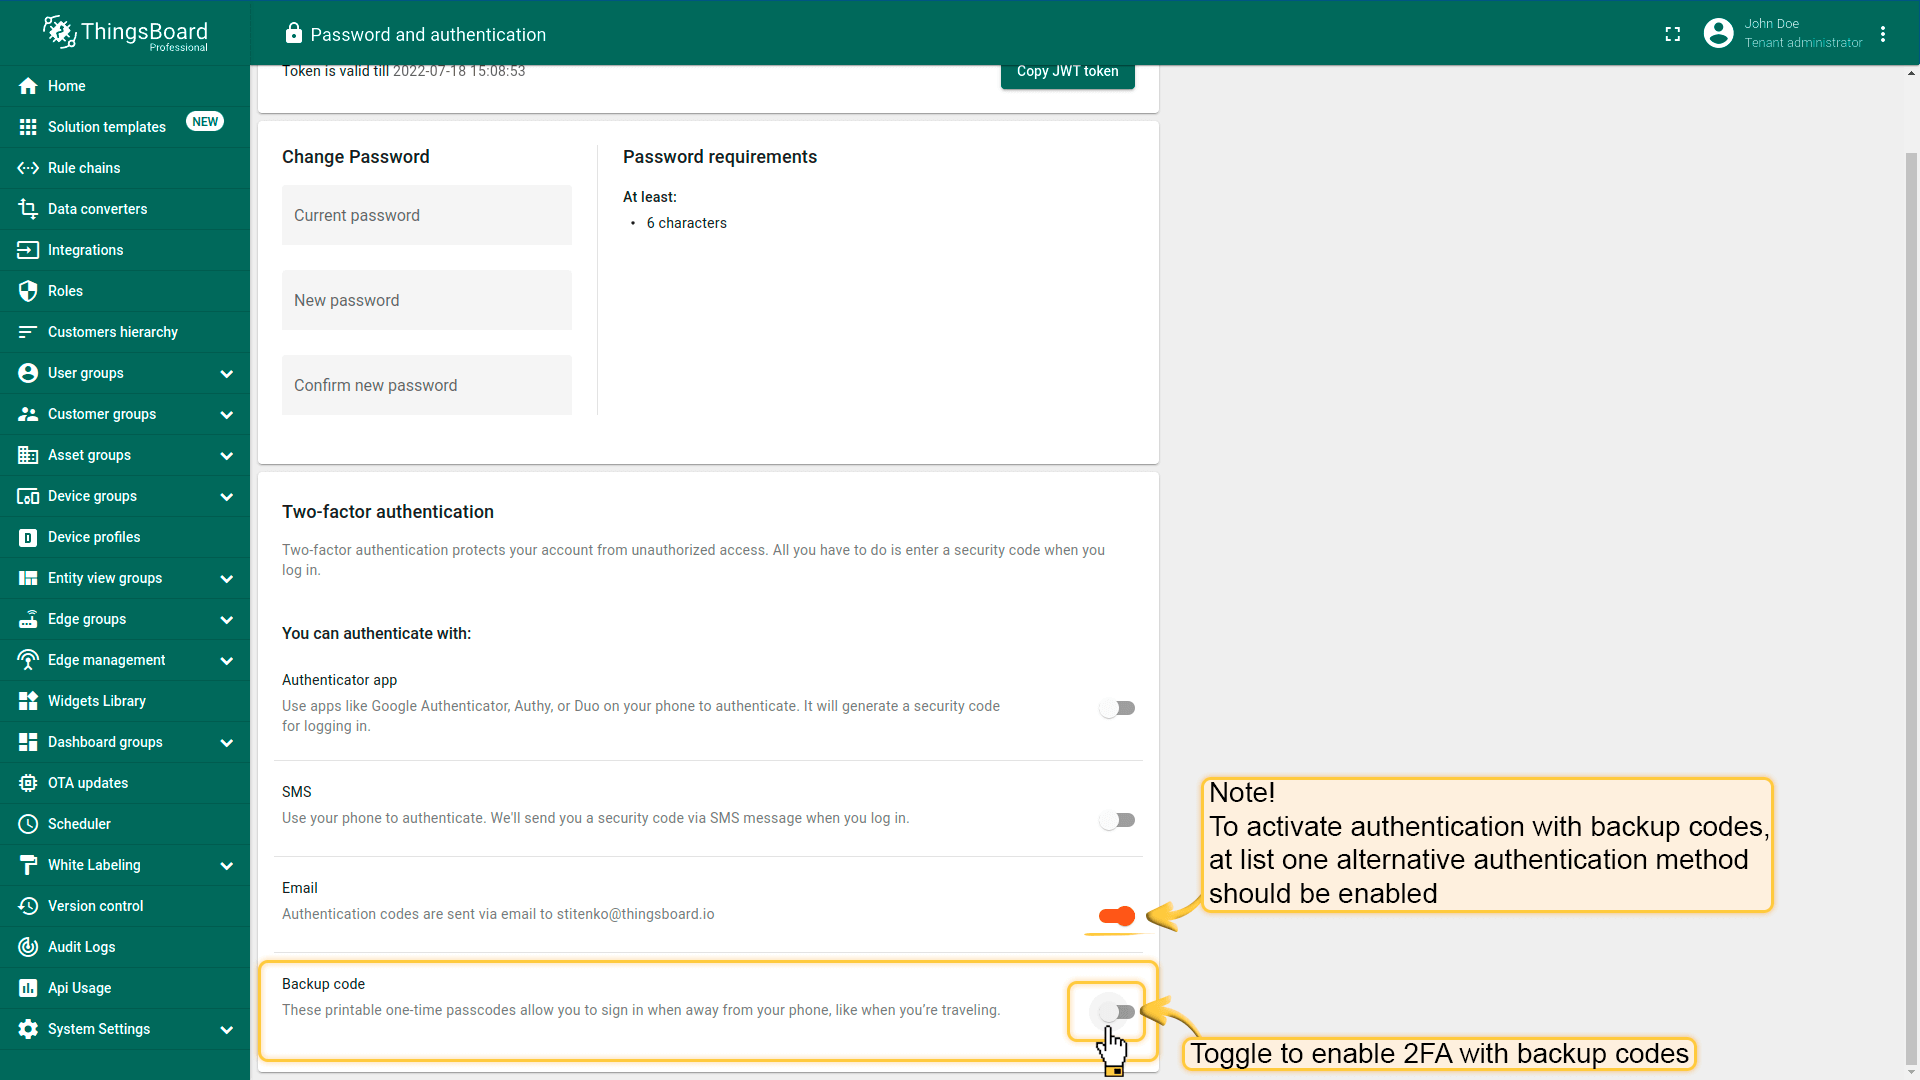 ThingsBoard
Professional
Password and authentication
John Doe
Tenant administrator
Home
Solution templates NEW
Rule chains
Data converters
Integrations
Roles
Customers hierarchy
User groups
Customer groups
Asset groups
Device groups
Device profiles
Entity view groups
Edge groups
Edge management
Widgets Library
Dashboard groups
OTA updates
Scheduler
White Labeling
Version control
Audit Logs
Api Usage
System Settings
Token is valid till 2022-07-18 15:08:53
Copy JWT token
Change Password
Current password
New password
Confirm new password
Password requirements
At least:
• 6 characters
Two-factor authentication
Two-factor authentication protects your account from unauthorized access. All you have to do is enter a security code when you
log in.
You can authenticate with:
Authenticator app
Use apps like Google Authenticator, Authy, or Duo on your phone to authenticate. It will generate a security code
for logging in.
SMS
Use your phone to authenticate. We'll send you a security code via SMS message when you log in.
Email
Authentication codes are sent via email to stitenko@thingsboard.io
Backup code
These printable one-time passcodes allow you to sign in when away from your phone, like when you're traveling.
Note!
To activate authentication with backup codes,
at list one alternative authentication method
should be enabled
Toggle to enable 2FA with backup codes